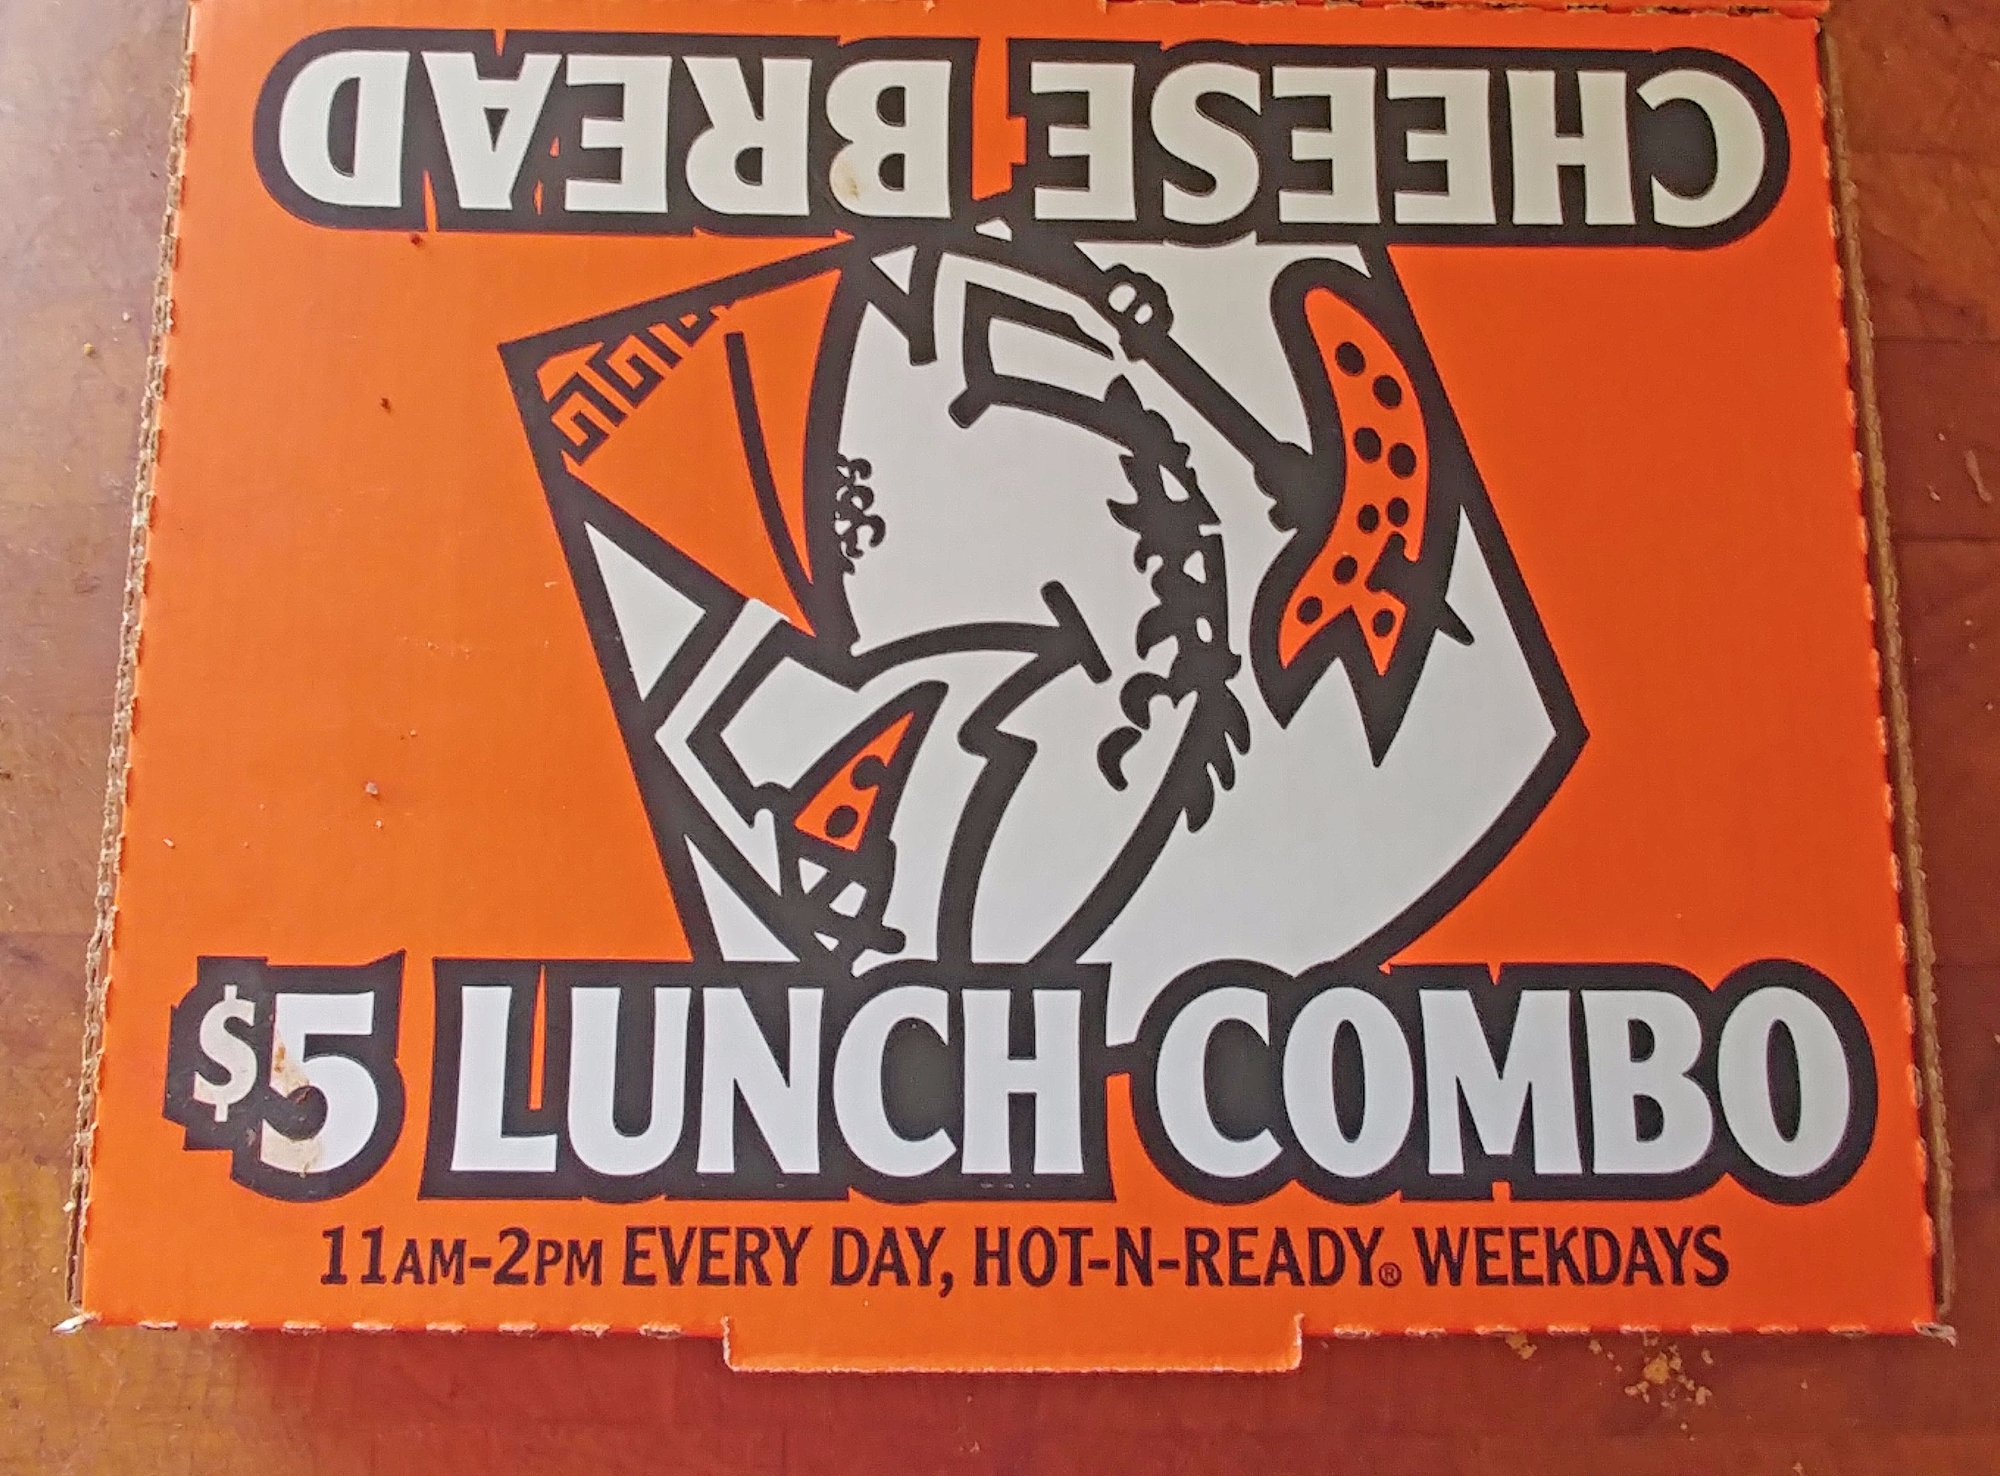 CHEESE BREAD
$5 LUNCH COMBO
11AM-2PM EVERY DAY, HOT-N-READY® WEEKDAYS